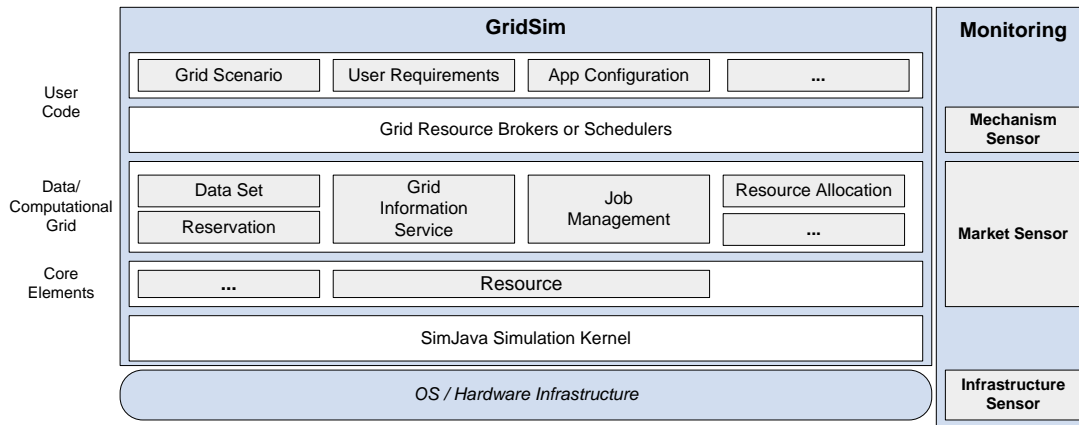 GridSim
Monitoring
User
Code
Grid Scenario
User Requirements
App Configuration
...
Grid Resource Brokers or Schedulers
Mechanism
Sensor
Data/
Computational
Grid
Data Set
Reservation
Grid
Information
Service
Job
Management
Resource Allocation
...
Market Sensor
Core
Elements
...
Resource
SimJava Simulation Kernel
OS / Hardware Infrastructure
Infrastructure
Sensor